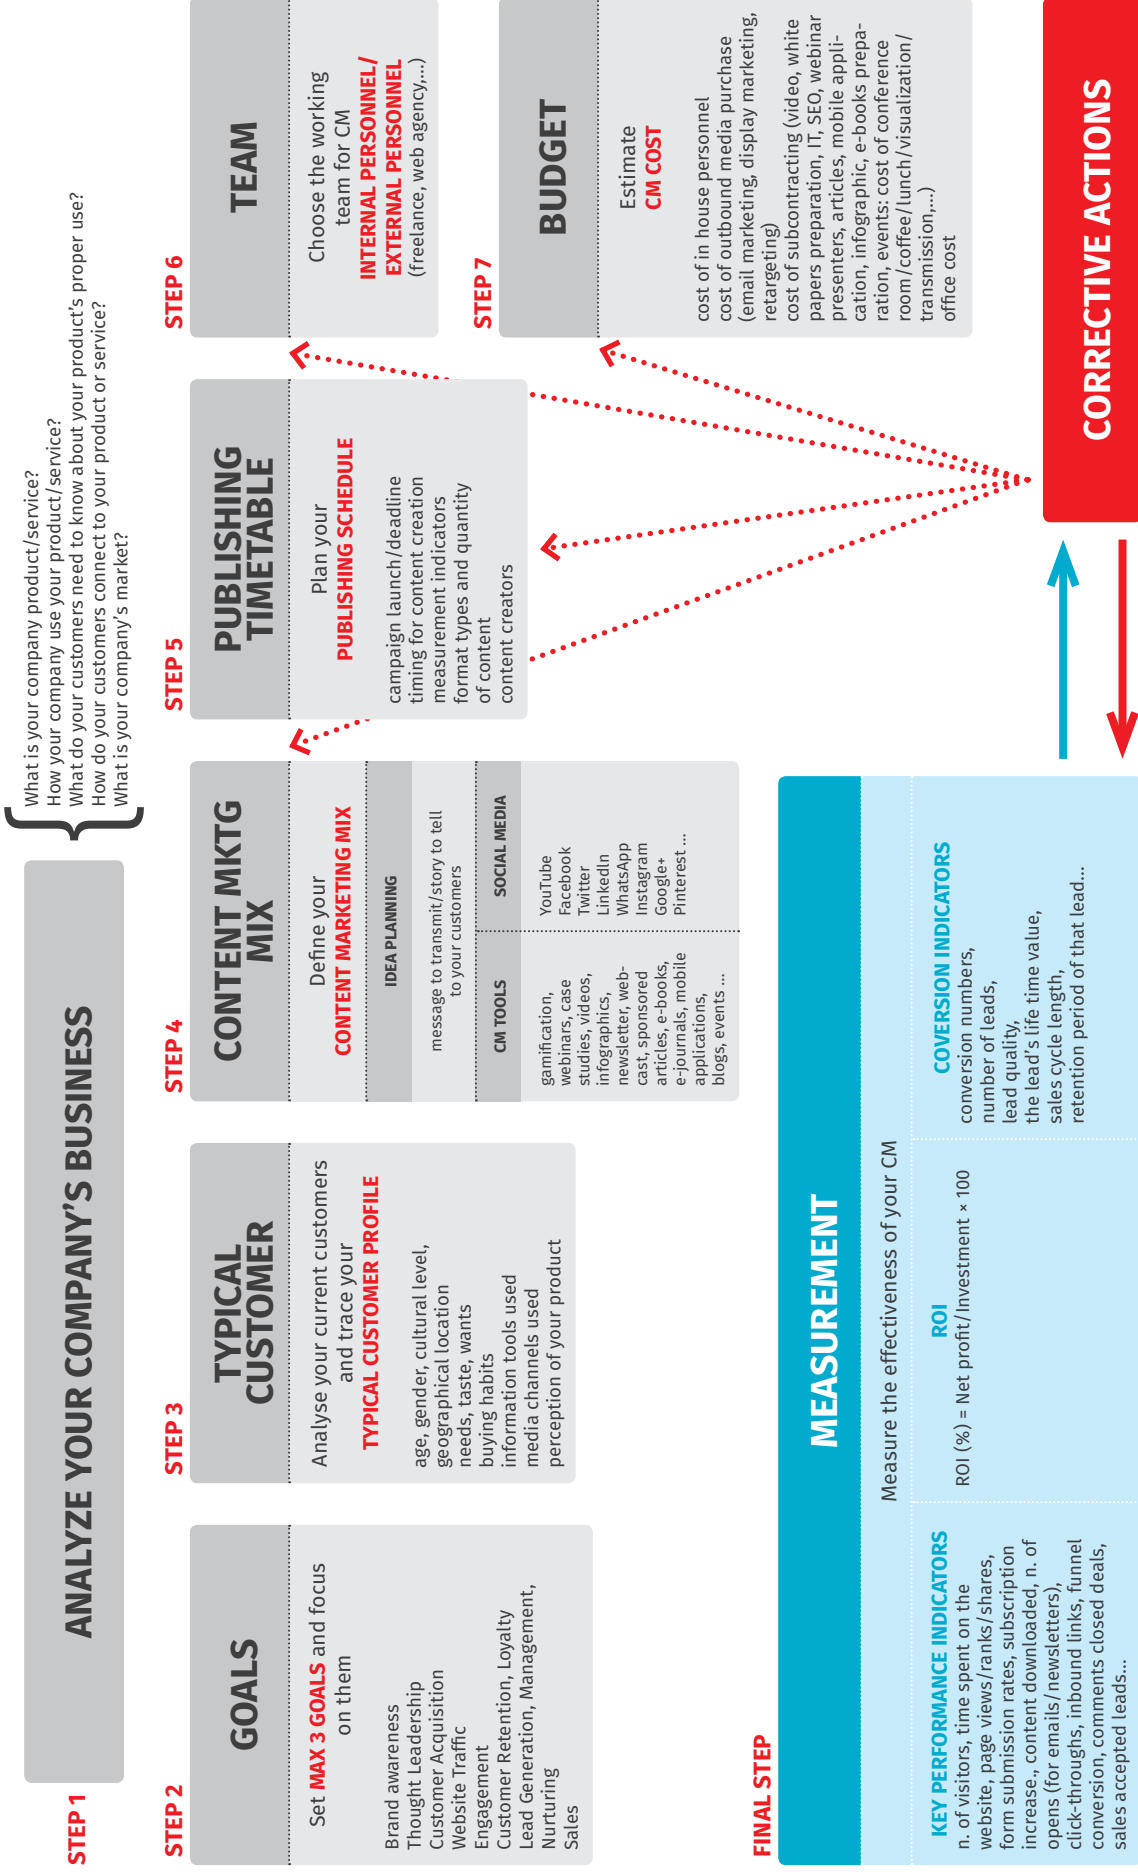 STEP 1
ANALYZE YOUR COMPANY'S BUSINESS
What is your company product/service?
How your company use your product/service?
What do your customers need to know about your product's proper use?
How do your customers connect to your product or service?
What is your company's market?
STEP 2
GOALS
Set MAX 3 GOALS and focus
on them
Brand awareness
Thought Leadership
Customer Acquisition
Website Traffic
Engagement
Customer Retention, Loyalty
Lead Generation, Management,
Nurturing
Sales
STEP 3
TYPICAL
CUSTOMER
Analyse your current customers
and trace your
TYPICAL CUSTOMER PROFILE
age, gender, cultural level,
geographical location
needs, taste, wants
buying habits
information tools used
media channels used
perception of your product
STEP 4
CONTENT MKTG
MIX
Define your
CONTENT MARKETING MIX
IDEA PLANNING
message to transmit/story to tell
to your customers
CM TOOLS
gamification,
webinars, case
studies, videos,
infographics,
newsletter, web-
cast, sponsored
articles, e-books,
e-journals, mobile
applications,
blogs, events ...
SOCIAL MEDIA
YouTube
Facebook
Twitter
LinkedIn
WhatsApp
Instagram
Google+
Pinterest ...
STEP 5
PUBLISHING
TIMETABLE
Plan your
PUBLISHING SCHEDULE
campaign launch/deadline
timing for content creation
measurement indicators
format types and quantity
of content
content creators
STEP 6
TEAM
Choose the working
team for CM
INTERNAL PERSONNEL/
EXTERNAL PERSONNEL
(freelance, web agency,...)
STEP 7
BUDGET
Estimate
CM COST
cost of in house personnel
cost of outbound media purchase
(email marketing, display marketing,
retargeting)
cost of subcontracting (video, white
papers preparation, IT, SEO, webinar
presenters, articles, mobile appli-
cation, infographic, e-books prepa-
ration, events: cost of conference
room/coffee/lunch/visualization/
transmission,...)
office cost
FINAL STEP
MEASUREMENT
Measure the effectiveness of your CM
KEY PERFORMANCE INDICATORS
n. of visitors, time spent on the
website, page views/ranks/shares,
form submission rates, subscription
increase., content downloaded, n. of
opens (for emails/newsletters),
click-throughs, inbound links, funnel
conversion, comments closed deals,
sales accepted leads...
ROI
ROI (%) = Net profit/Investment × 100
COVERSION INDICATORS
conversion numbers,
number of leads,
lead quality,
the lead's life time value,
sales cycle length,
retention period of that lead...
CORRECTIVE ACTIONS